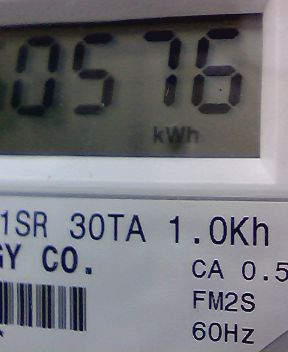 0576
kWh
1SR 30TA 1.0Kh
GY CO.
CA 0.5
FM2S
60Hz